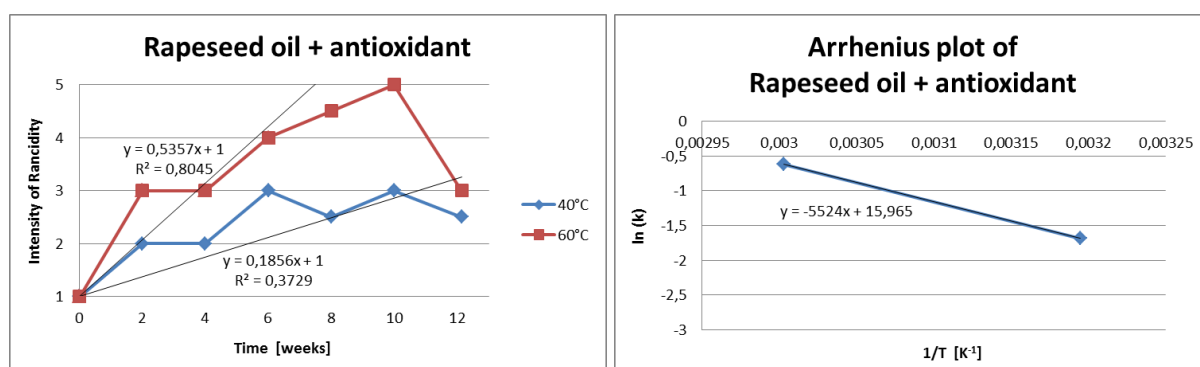 Rapeseed oil + antioxidant
Intensity of Rancidity
5
4
3
2
1
y = 0,5357x + 1
R² = 0,8045
y = 0,1856x + 1
R² = 0,3729
0 2 4 6 8 10 12
Time [weeks]
40°C
60°C
Arrhenius plot of
Rapeseed oil + antioxidant
ln (k)
0
0,00295 0,003 0,00305 0,0031 0,00315 0,0032 0,00325
-0,5
-1
-1,5
-2
-2,5
-3
y = -5524x + 15,965
1/T [K⁻¹]